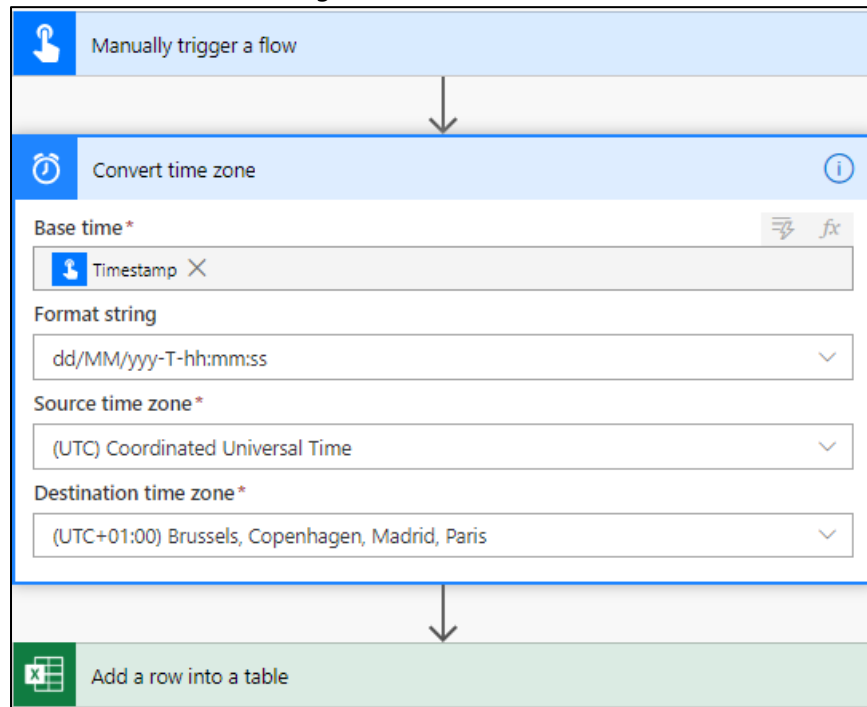 Manually trigger a flow
Convert time zone
Base time*
fx
Timestamp
Format string
dd/MM/yyy-T-hh:mm:ss
Source time zone*
(UTC) Coordinated Universal Time
Destination time zone*
(UTC+01:00) Brussels, Copenhagen, Madrid, Paris
Add a row into a table